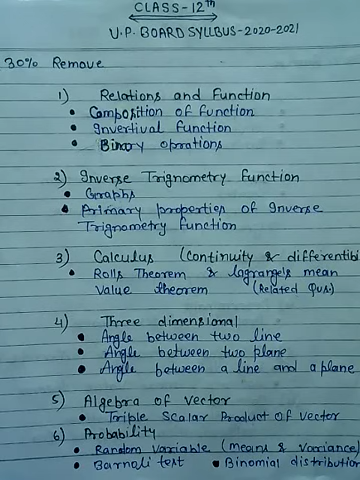 CLASS-12th
U.P. BOARD SYLLBUS-2020-2021
30% Remove
1) Relations and Function
• Composition of function
• Invertival function
• Binary oprations
2) Inverse Trignometry function
• Graphs
• Primary properties of Inverse
Trignometry function
3) Calculus (Continuity & differentibi
• Rolls Theorem & lagrangels mean
Value theorem (Related Qus.)
4) Three dimensional
• Angle between two line
• Angle between two plane
• Angle between a line and a plane
5) Algebra of vector
• Triple Scalar Product of vector
6) Probability
• Random variable (means & variance)
• Barnoli test • Binomial distribution